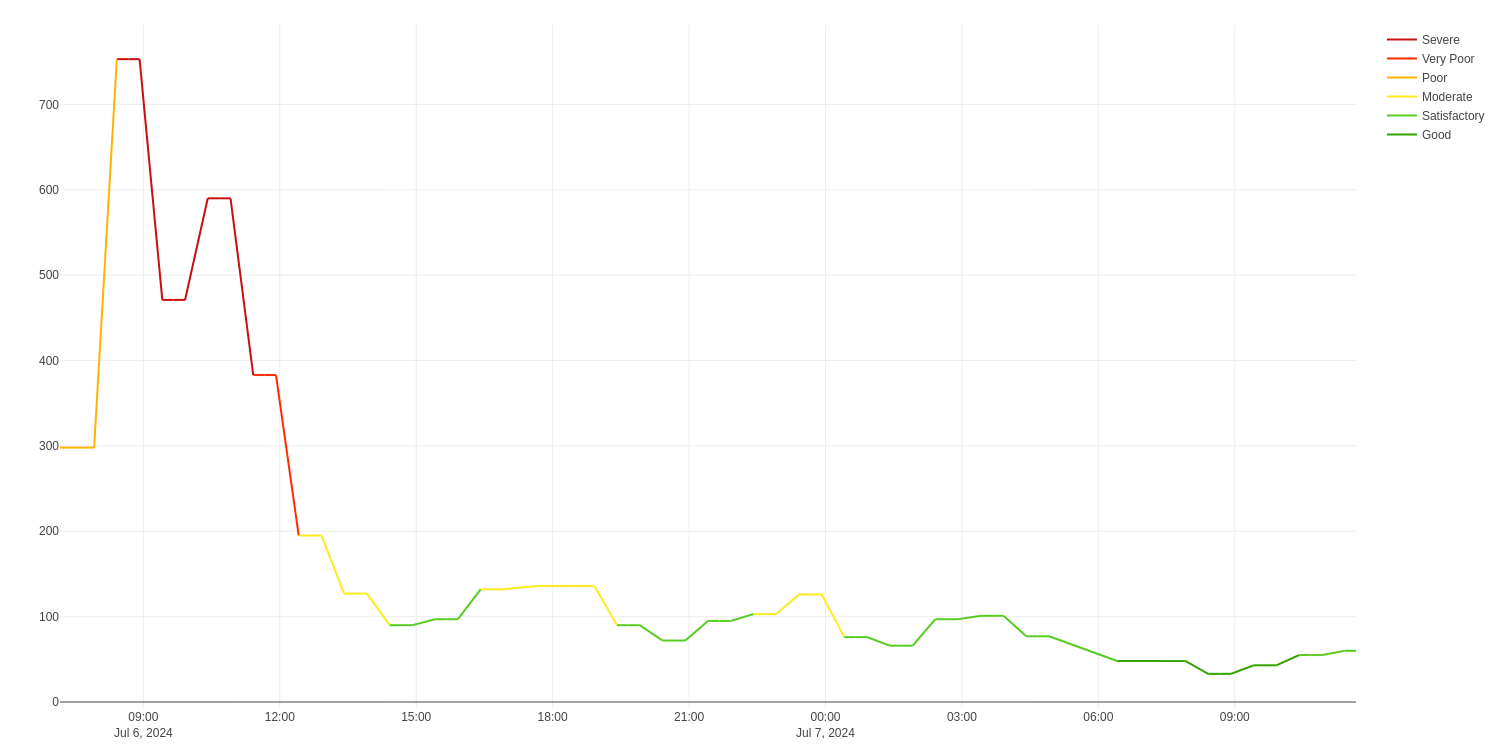 700
600
500
400
300
200
100
0
09:00
Jul 6, 2024
12:00
15:00
18:00
21:00
00:00
Jul 7, 2024
03:00
06:00
09:00
Severe
Very Poor
Poor
Moderate
Satisfactory
Good